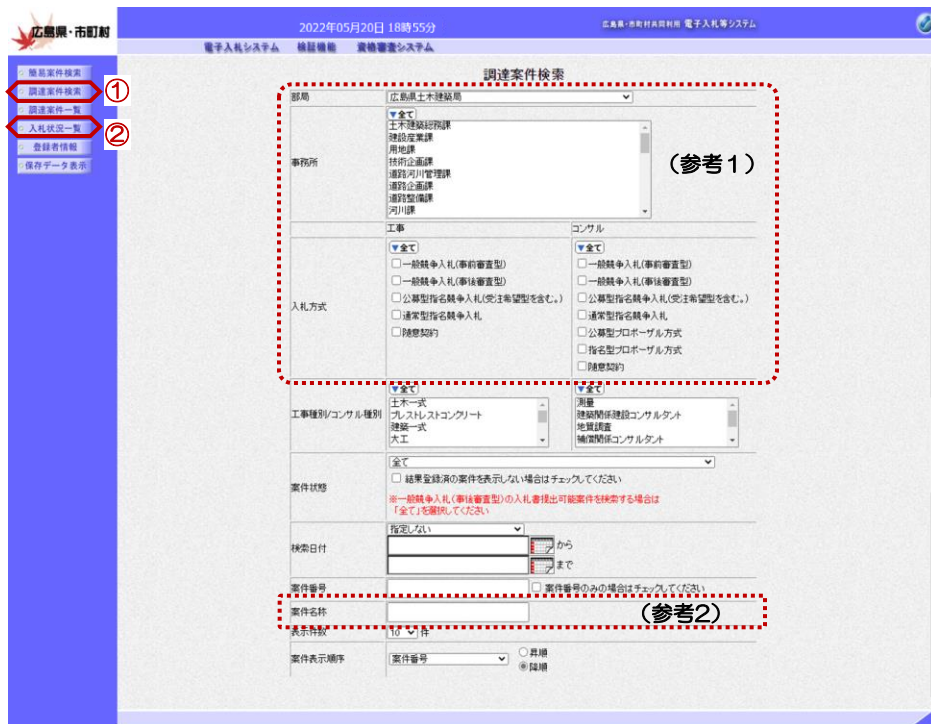 広島県・市町村
2022年05月20日 18時55分
広島県・市町村共同利用 電子入札等システム
電子入札システム 検証機能 資格審査システム
簡易案件検索
調達案件検索
①
調達案件一覧
入札状況一覧
②
登録者情報
保存データ表示
調達案件検索
部局 広島県土木建築局
事務所
▼全て
土木建築総務課
建設産業課
用地課
技術企画課
道路河川管理課
道路企画課
道路整備課
河川課
(参考1)
工事 コンサル
入札方式
▼全て ▼全て
一般競争入札(事前審査型) 一般競争入札(事前審査型)
一般競争入札(事後審査型) 一般競争入札(事後審査型)
公募型指名競争入札(受注希望型を含む。) 公募型指名競争入札(受注希望型を含む。)
通常型指名競争入札 通常型指名競争入札
随意契約 公募型プロポーザル方式
指名型プロポーザル方式
随意契約
工事種別/コンサル種別
▼全て ▼全て
土木一式 測量
プレストレストコンクリート 建築関係建設コンサルタント
建築一式 地質調査
大工 補償関係コンサルタント
案件状態
全て
結果登録済の案件を表示しない場合はチェックしてください
※一般競争入札(事後審査型)の入札書提出可能案件を検索する場合は
「全て」を選択してください
検索日付
指定しない
から
まで
案件番号 案件番号のみの場合はチェックしてください
案件名称 (参考2)
表示件数 10 件
案件表示順序 案件番号
昇順
降順